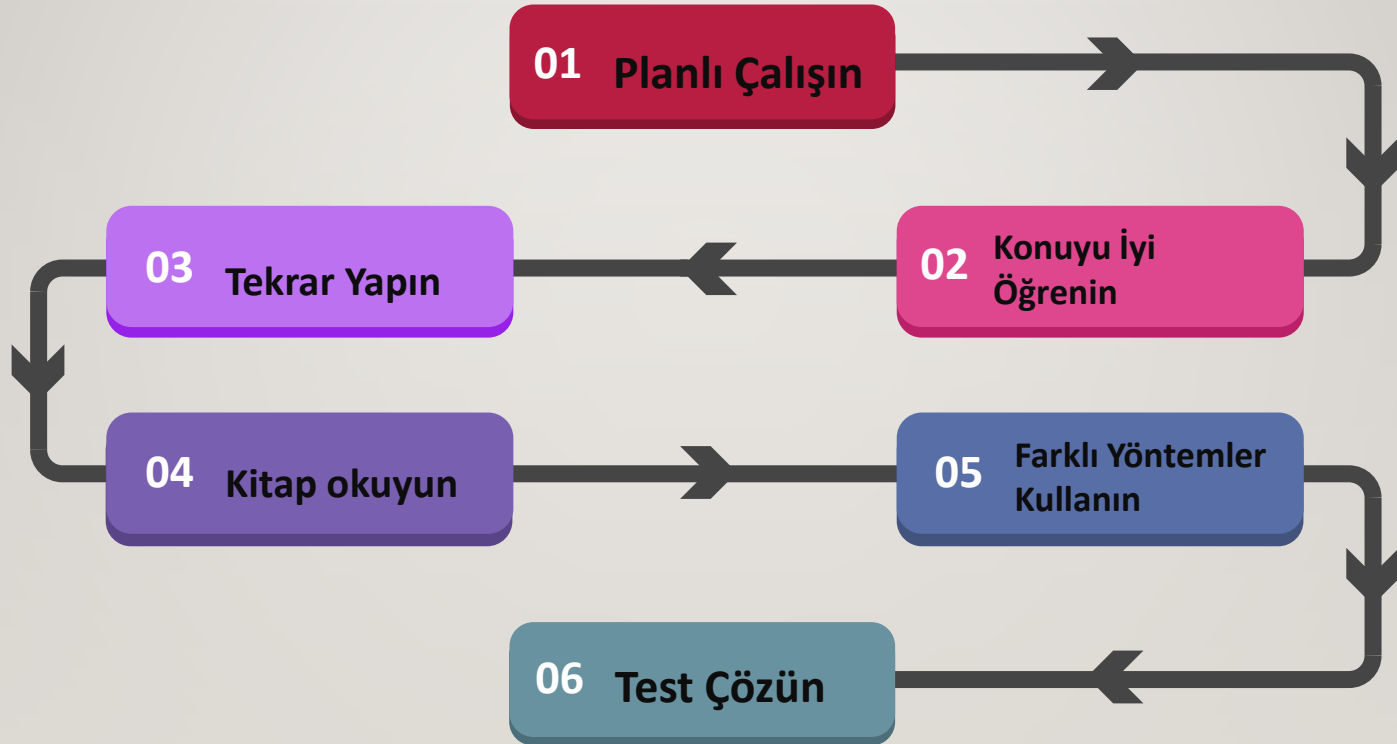 01 Planlı Çalışın
02 Konuyu İyi
Öğrenin
03 Tekrar Yapın
04 Kitap okuyun
05 Farklı Yöntemler
Kullanın
06 Test Çözün